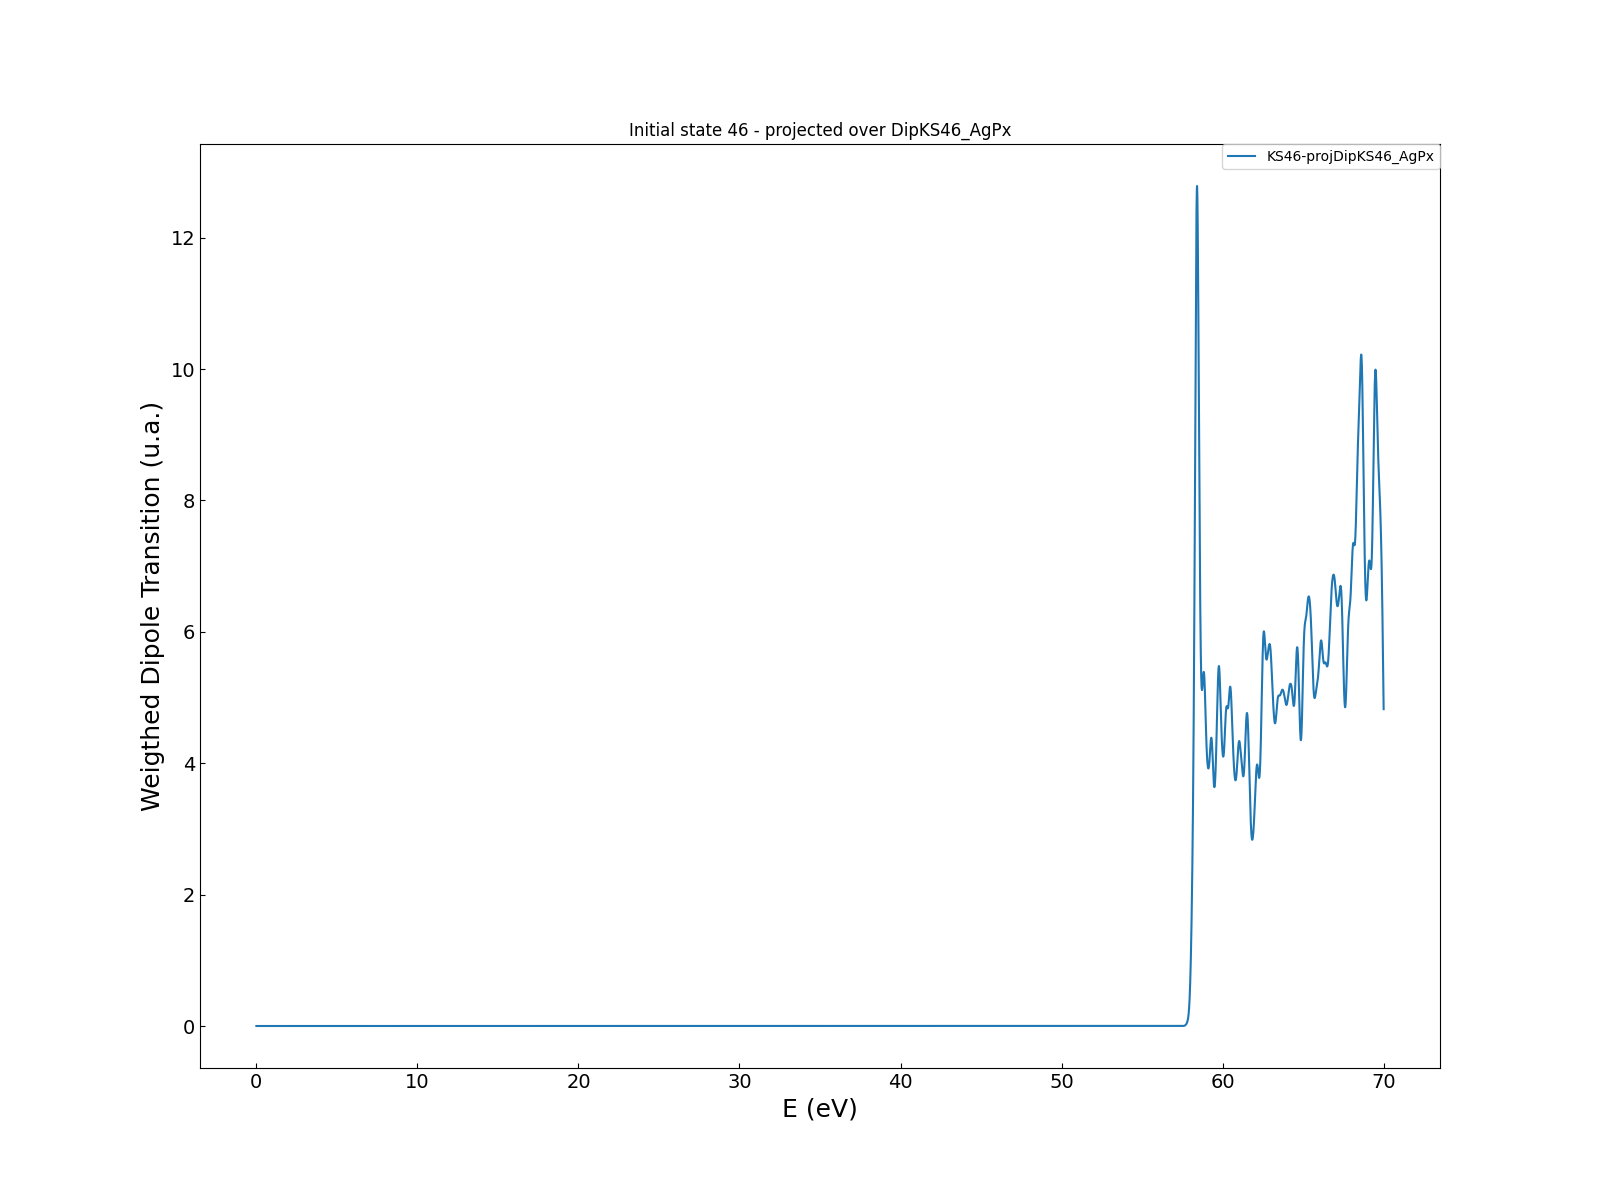 Initial state 46 - projected over DipKS46_AgPx
KS46-projDipKS46_AgPx
Weigthed Dipole Transition (u.a.)
12
10
8
6
4
2
0
0 10 20 30 40 50 60 70
E (eV)